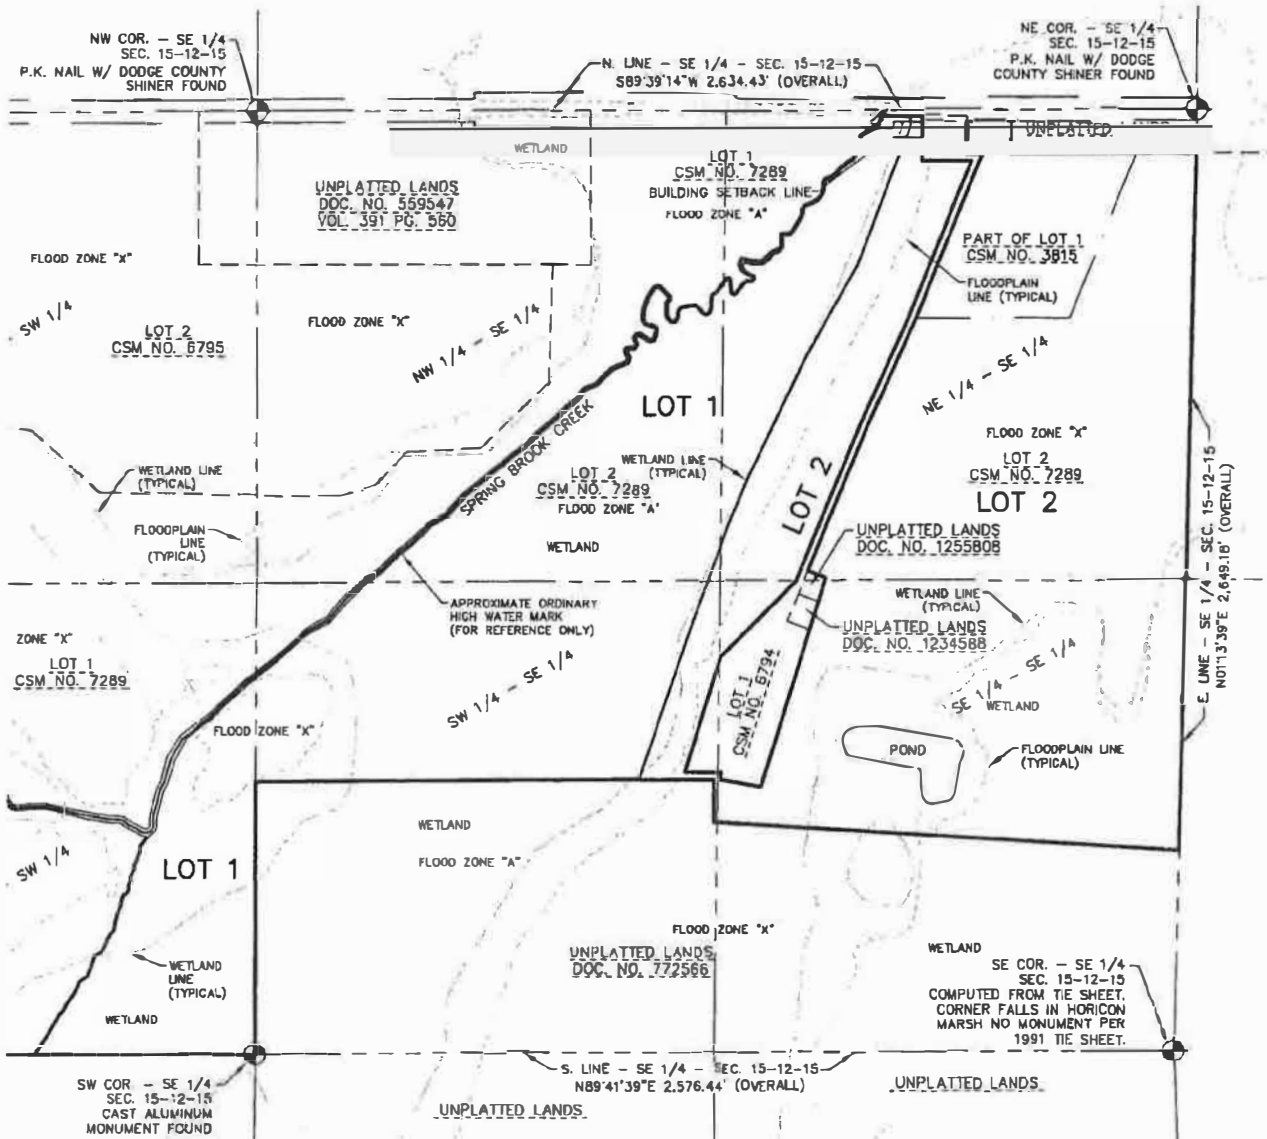 NW COR. - SE 1/4
SEC. 15-12-15
P.K. NAIL W/ DODGE COUNTY
SHINER FOUND
N. LINE - SE 1/4 - SEC. 15-12-15
S89°39'14"W 2,634.43' (OVERALL)
NE COR. - SE 1/4
SEC. 15-12-15
P.K. NAIL W/ DODGE
COUNTY SHINER FOUND
UNPLATTED LANDS
WETLAND
LOT 1
CSM NO. 7289
BUILDING SETBACK LINE
FLOOD ZONE "A"
UNPLATTED LANDS
DOC. NO. 559547
VOL. 391 PG. 560
PART OF LOT 1
CSM NO. 3815
FLOODPLAIN
LINE (TYPICAL)
FLOOD ZONE "X"
SW 1/4
LOT 2
CSM NO. 6795
FLOOD ZONE "X"
NW 1/4 - SE 1/4
NE 1/4 - SE 1/4
LOT 1
SPRING BROOK CREEK
WETLAND LINE
(TYPICAL)
FLOODPLAIN
LINE
(TYPICAL)
WETLAND LINE
(TYPICAL)
LOT 2
CSM NO. 7289
FLOOD ZONE "A"
WETLAND
LOT 2
FLOOD ZONE "X"
LOT 2
CSM NO. 7289
LOT 2
UNPLATTED LANDS
DOC. NO. 1255808
E. LINE - SE 1/4 - SEC. 15-12-15
N01°13'39"E 2,649.18' (OVERALL)
APPROXIMATE ORDINARY
HIGH WATER MARK
(FOR REFERENCE ONLY)
WETLAND LINE
(TYPICAL)
UNPLATTED LANDS
DOC. NO. 1234588
ZONE "X"
LOT 1
CSM NO. 7289
SW 1/4 - SE 1/4
LOT 1
CSM NO. 6794
SE 1/4 - SE 1/4
WETLAND
FLOOD ZONE "X"
POND
FLOODPLAIN LINE
(TYPICAL)
WETLAND
FLOOD ZONE "A"
SW 1/4
LOT 1
WETLAND
LINE
(TYPICAL)
WETLAND
FLOOD ZONE "X"
UNPLATTED LANDS
DOC. NO. 772566
WETLAND
SE COR. - SE 1/4
SEC. 15-12-15
COMPUTED FROM TIE SHEET.
CORNER FALLS IN HORICON
MARSH NO MONUMENT PER
1991 TIE SHEET.
SW COR - SE 1/4
SEC. 15-12-15
CAST ALUMINUM
MONUMENT FOUND
S. LINE - SE 1/4 - SEC. 15-12-15
N89°41'39"E 2,576.44' (OVERALL)
UNPLATTED LANDS
UNPLATTED LANDS